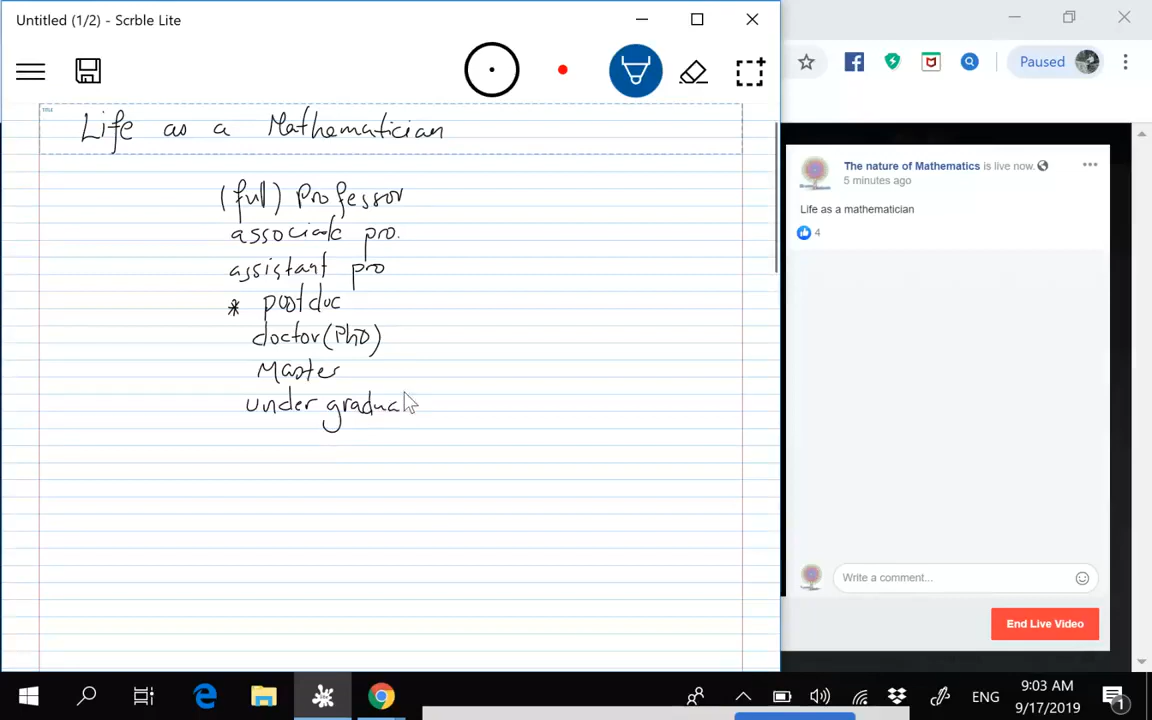 Untitled (1/2) - Scrble Lite
Paused
TITLE
Life as a Mathematician
(full) Professor
associate pro.
assistant pro
* postdoc
doctor (PhD)
Master
under gradua
The nature of Mathematics is live now.
5 minutes ago
Life as a mathematician
4
Write a comment...
End Live Video
ENG
9:03 AM
9/17/2019
1